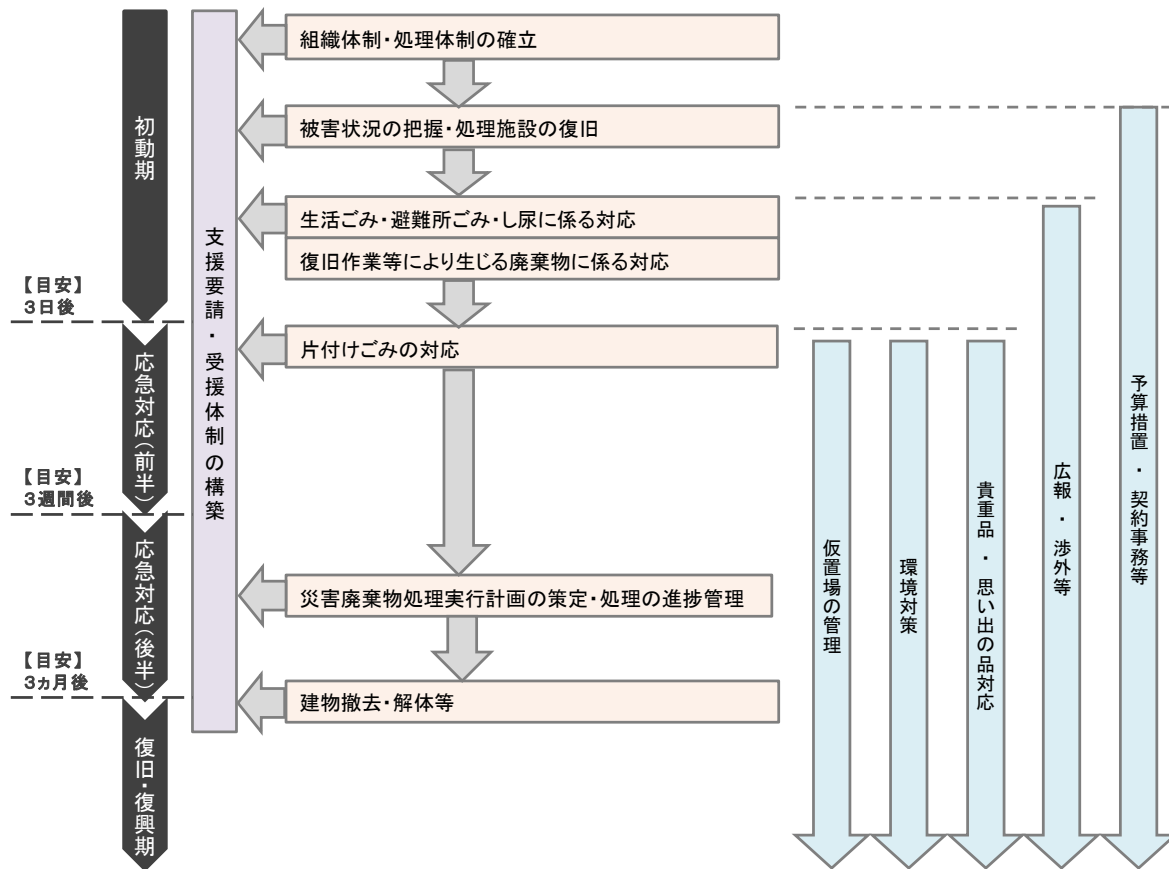 初動期
【目安】
3日後
応急対応(前半)
【目安】
3週間後
応急対応(後半)
【目安】
3ヵ月後
復旧・復興期
支援要請・受援体制の構築
組織体制・処理体制の確立
被害状況の把握・処理施設の復旧
生活ごみ・避難所ごみ・し尿に係る対応
復旧作業等により生じる廃棄物に係る対応
片付けごみの対応
災害廃棄物処理実行計画の策定・処理の進捗管理
建物撤去・解体等
仮置場の管理
環境対策
貴重品・思い出の品対応
広報・渉外等
予算措置・契約事務等